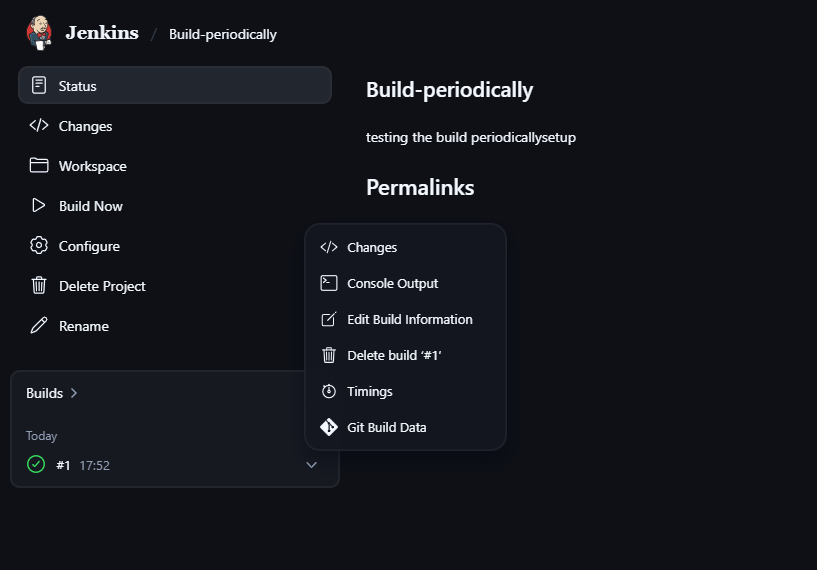 Jenkins / Build-periodically
Status
Changes
Workspace
Build Now
Configure
Delete Project
Rename
Builds
Today
#1 17:52
Build-periodically
testing the build periodicallysetup
Permalinks
Changes
Console Output
Edit Build Information
Delete build ‘#1’
Timings
Git Build Data